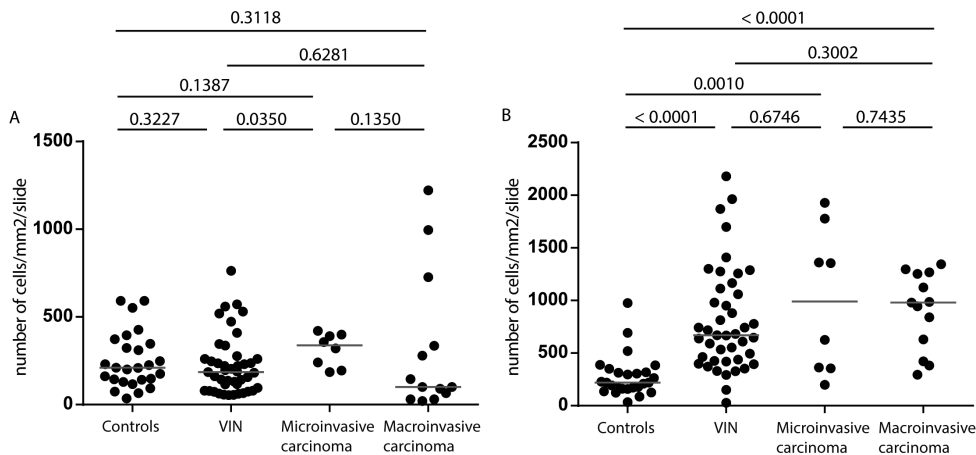 0.3118
0.6281
0.1387
0.3227 0.0350 0.1350
A
number of cells/mm2/slide
1500
1000
500
0
Controls VIN Microinvasive carcinoma Macroinvasive carcinoma
< 0.0001
0.3002
0.0010
< 0.0001 0.6746 0.7435
B
number of cells/mm2/slide
2500
2000
1500
1000
500
0
Controls VIN Microinvasive carcinoma Macroinvasive carcinoma